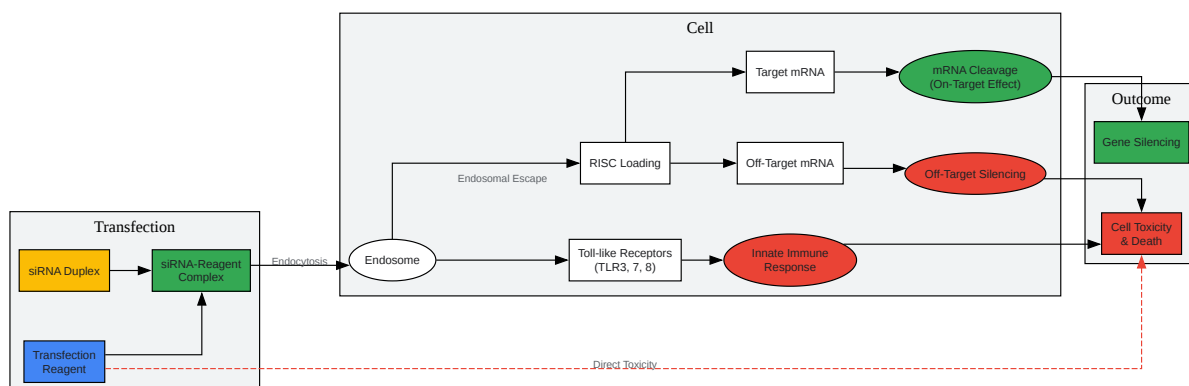 Cell
Target mRNA
mRNA Cleavage
(On-Target Effect)
Outcome
Gene Silencing
RISC Loading
Off-Target mRNA
Off-Target Silencing
Endosomal Escape
Transfection
Cell Toxicity
& Death
siRNA Duplex
siRNA-Reagent
Complex
Endocytosis
Endosome
Toll-like Receptors
(TLR3, 7, 8)
Innate Immune
Response
Transfection
Reagent
Direct Toxicity